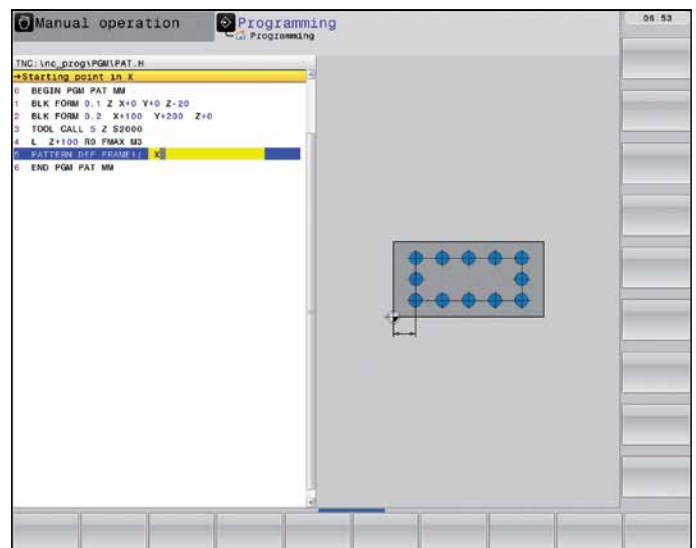 Manual operation
Programming
Programming
06:53
TNC:\nc_prog\PGM\PAT.H
→Starting point in X
0 BEGIN PGM PAT MM
1 BLK FORM 0.1 Z X+0 Y+0 Z-20
2 BLK FORM 0.2 X+100 Y+200 Z+0
3 TOOL CALL 5 Z S2000
4 L Z+100 R0 FMAX M3
5 PATTERN DEF FRAME1( X
6 END PGM PAT MM